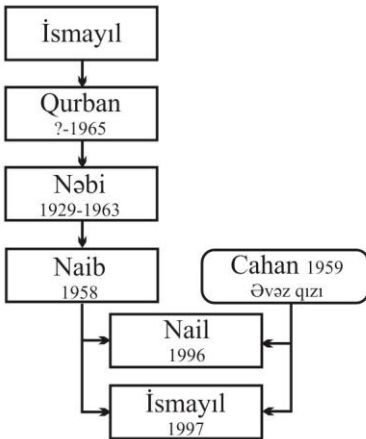 İsmayıl
Qurban
?-1965
Nəbi
1929-1963
Naib
1958
Cahan 1959
Əvəz qızı
Nail
1996
İsmayıl
1997